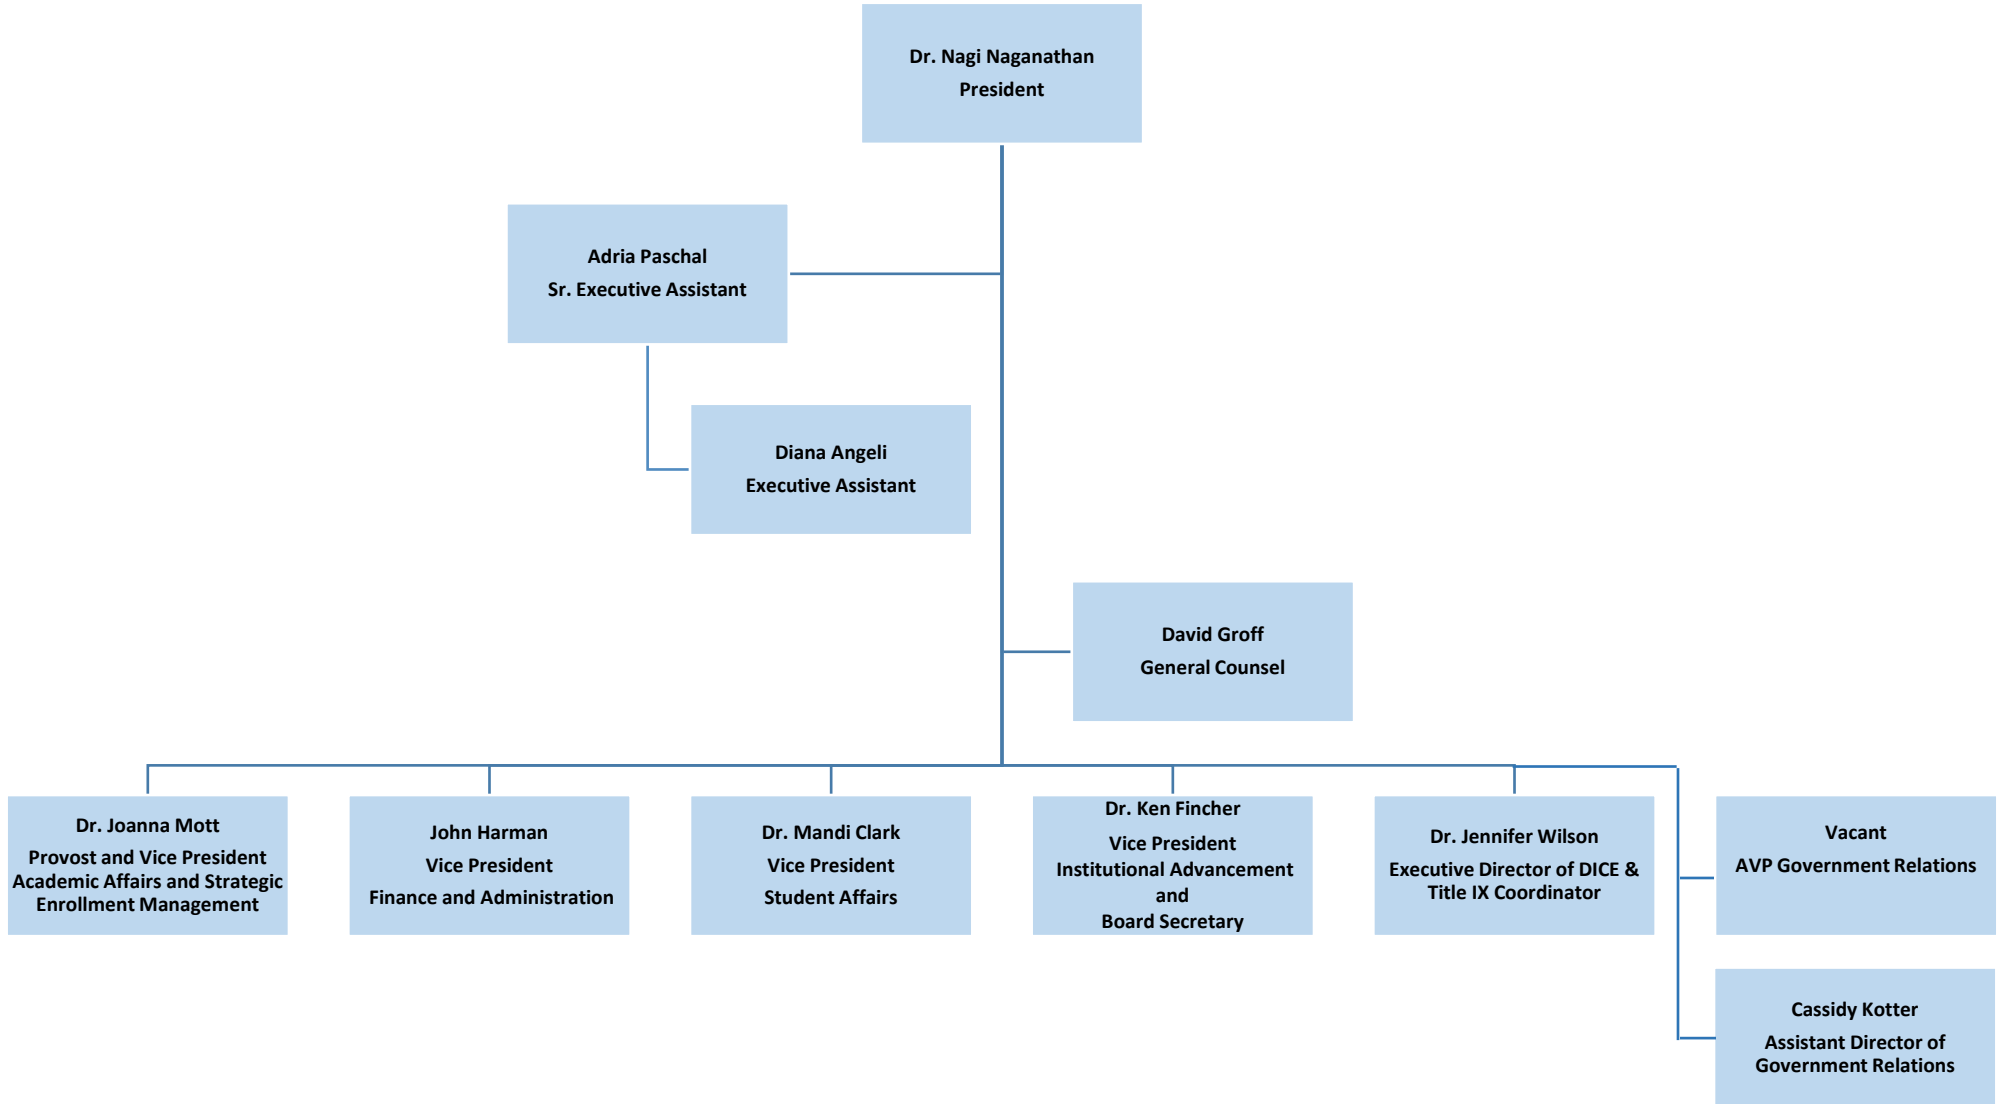 Dr. Nagi Naganathan
President
Adria Paschal
Sr. Executive Assistant
Diana Angeli
Executive Assistant
David Groff
General Counsel
Dr. Joanna Mott
Provost and Vice President
Academic Affairs and Strategic
Enrollment Management
John Harman
Vice President
Finance and Administration
Dr. Mandi Clark
Vice President
Student Affairs
Dr. Ken Fincher
Vice President
Institutional Advancement
and
Board Secretary
Dr. Jennifer Wilson
Executive Director of DICE &
Title IX Coordinator
Vacant
AVP Government Relations
Cassidy Kotter
Assistant Director of
Government Relations